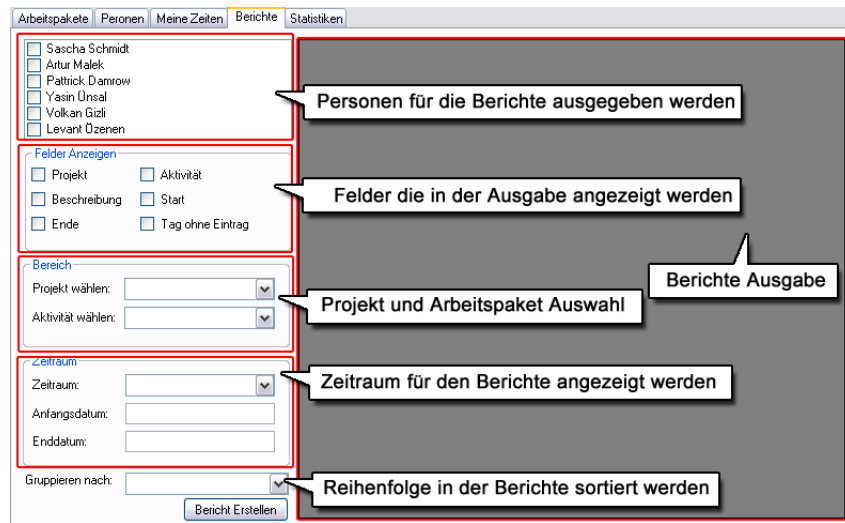 Arbeitspakete Peronen Meine Zeiten Berichte Statistiken
Sascha Schmidt
Artur Malek
Pattrick Damrow
Yasin Ünsal
Volkan Gizli
Levant Özenen
Personen für die Berichte ausgegeben werden
Felder Anzeigen
Projekt Aktivität
Beschreibung Start
Ende Tag ohne Eintrag
Felder die in der Ausgabe angezeigt werden
Berichte Ausgabe
Bereich
Projekt wählen:
Aktivität wählen:
Projekt und Arbeitspaket Auswahl
Zeitraum
Zeitraum:
Anfangsdatum:
Enddatum:
Zeitraum für den Berichte angezeigt werden
Gruppieren nach:
Reihenfolge in der Berichte sortiert werden
Bericht Erstellen